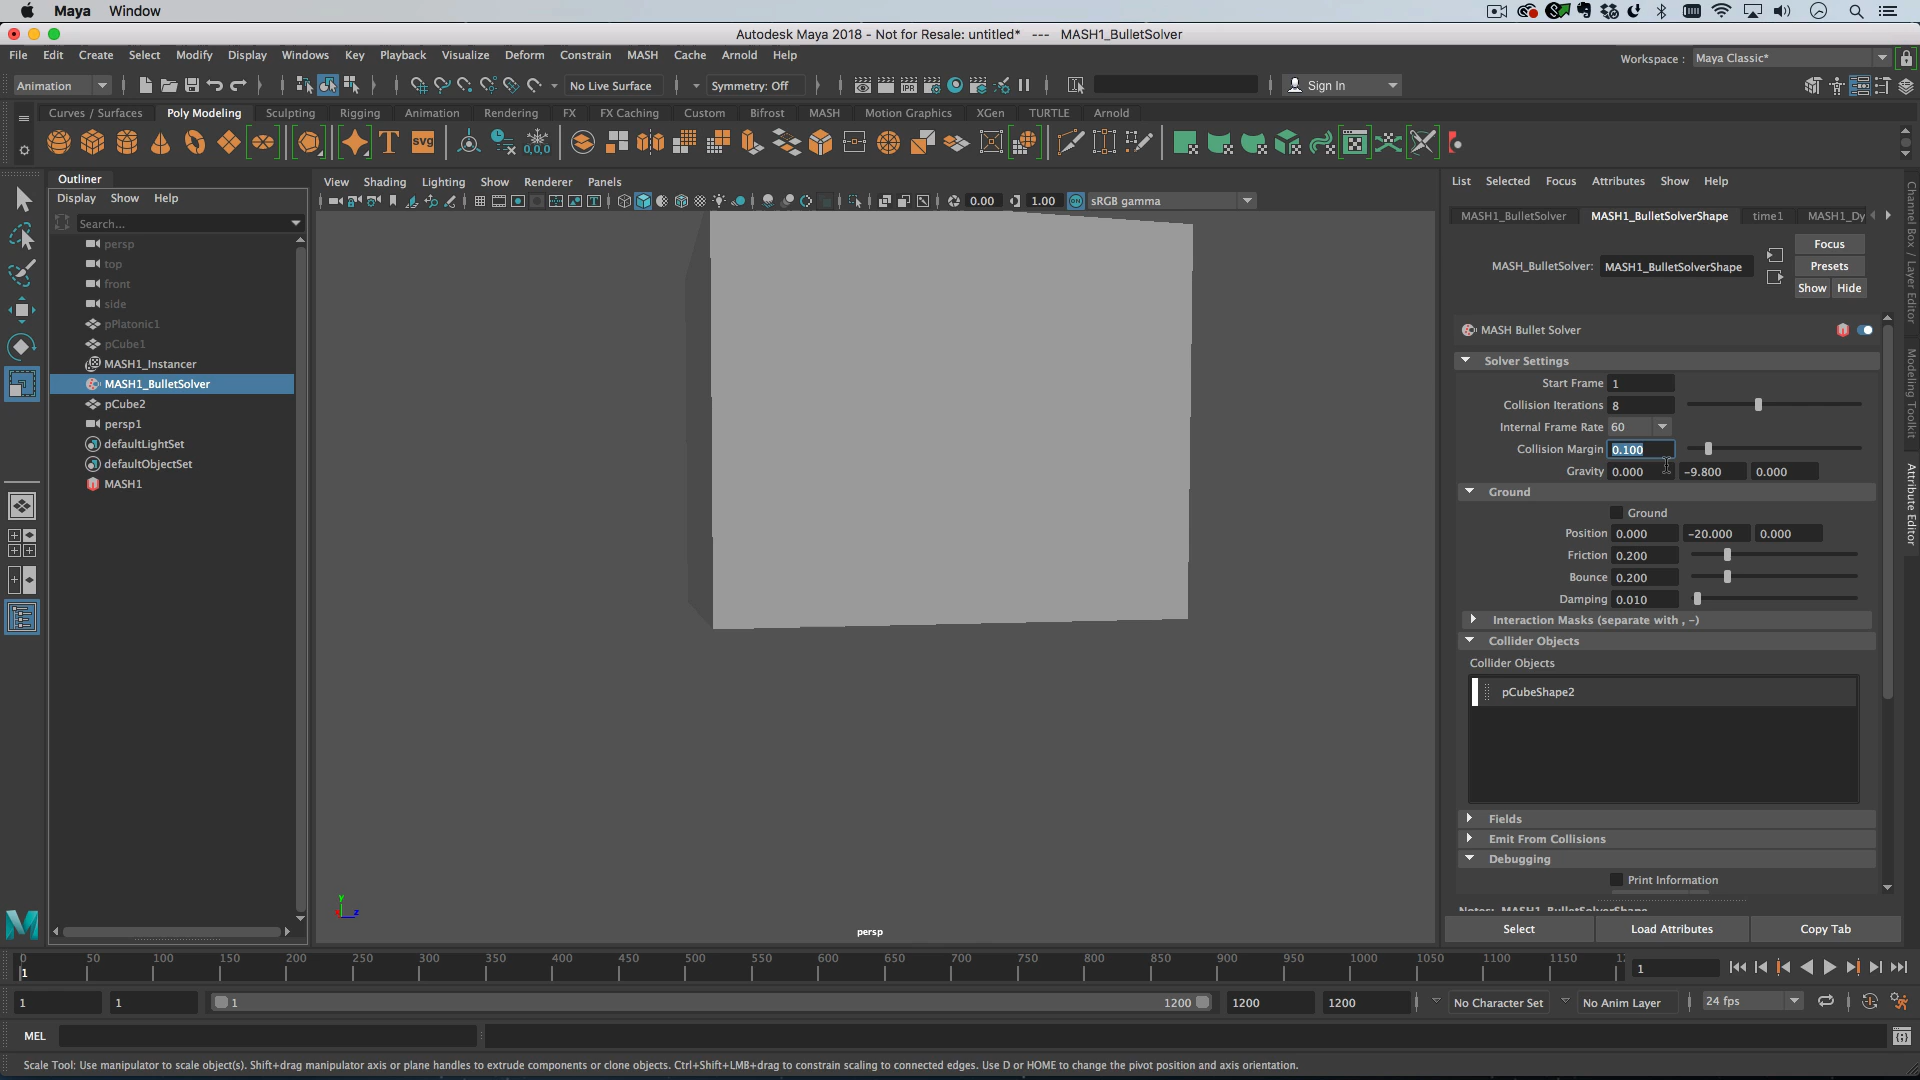 Maya Window
Autodesk Maya 2018 - Not for Resale: untitled* --- MASH1_BulletSolver
File Edit Create Select Modify Display Windows Key Playback Visualize Deform Constrain MASH Cache Arnold Help
Workspace : Maya Classic*
Animation No Live Surface Symmetry: Off Sign In
Curves / Surfaces Poly Modeling Sculpting Rigging Animation Rendering FX FX Caching Custom Bifrost MASH Motion Graphics XGen TURTLE Arnold
Outliner
Display Show Help
Search...
persp
top
front
side
pPlatonic1
pCube1
MASH1_Instancer
MASH1_BulletSolver
pCube2
persp1
defaultLightSet
defaultObjectSet
MASH1
View Shading Lighting Show Renderer Panels
0.00 1.00 sRGB gamma
persp
List Selected Focus Attributes Show Help
MASH1_BulletSolver MASH1_BulletSolverShape time1 MASH1_Dy
MASH_BulletSolver: MASH1_BulletSolverShape
Focus
Presets
Show Hide
MASH Bullet Solver
Solver Settings
Start Frame 1
Collision Iterations 8
Internal Frame Rate 60
Collision Margin 0.100
Gravity 0.000 -9.800 0.000
Ground
Ground
Position 0.000 -20.000 0.000
Friction 0.200
Bounce 0.200
Damping 0.010
Interaction Masks (separate with , -)
Collider Objects
Collider Objects
pCubeShape2
Fields
Emit From Collisions
Debugging
Print Information
Notes: MASH1_BulletSolverShape
Select Load Attributes Copy Tab
Channel Box / Layer Editor
Modeling Toolkit
Attribute Editor
0 50 100 150 200 250 300 350 400 450 500 550 600 650 700 750 800 850 900 950 1000 1050 1100 1150
1
1
1 1 1 1200 1200 1200 No Character Set No Anim Layer 24 fps
MEL
Scale Tool: Use manipulator to scale object(s). Shift+drag manipulator axis or plane handles to extrude components or clone objects. Ctrl+Shift+LMB+drag to constrain scaling to connected edges. Use D or HOME to change the pivot position and axis orientation.